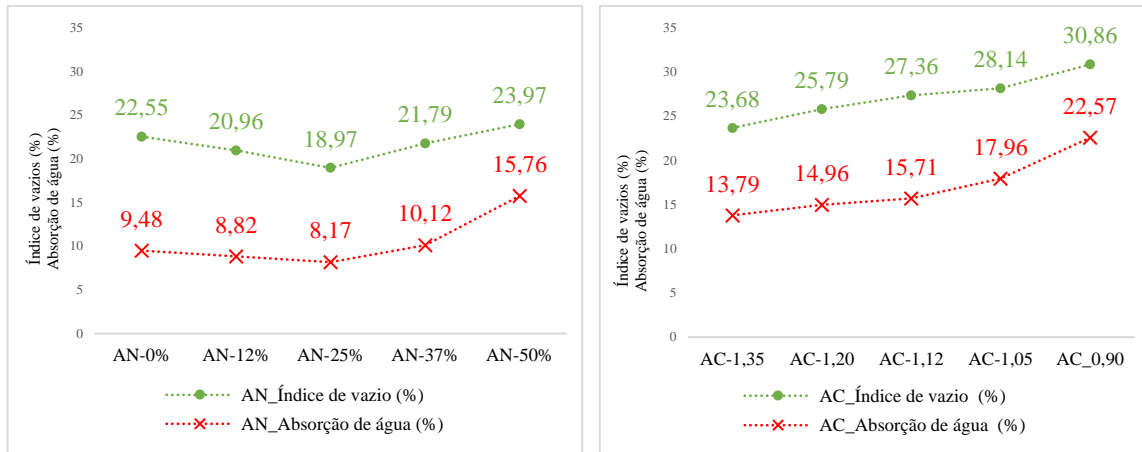 Índice de vazios (%)
Absorção de água (%)
35
30
25
20
15
10
5
0
22,55
20,96
18,97
21,79
23,97
9,48
8,82
8,17
10,12
15,76
AN-0%
AN-12%
AN-25%
AN-37%
AN-50%
AN_Índice de vazio (%)
AN_Absorção de água (%)
Índice de vazios (%)
Absorção de água (%)
35
30
25
20
15
10
5
0
23,68
25,79
27,36
28,14
30,86
13,79
14,96
15,71
17,96
22,57
AC-1,35
AC-1,20
AC-1,12
AC-1,05
AC_0,90
AC_Índice de vazio (%)
AC_Absorção de água (%)